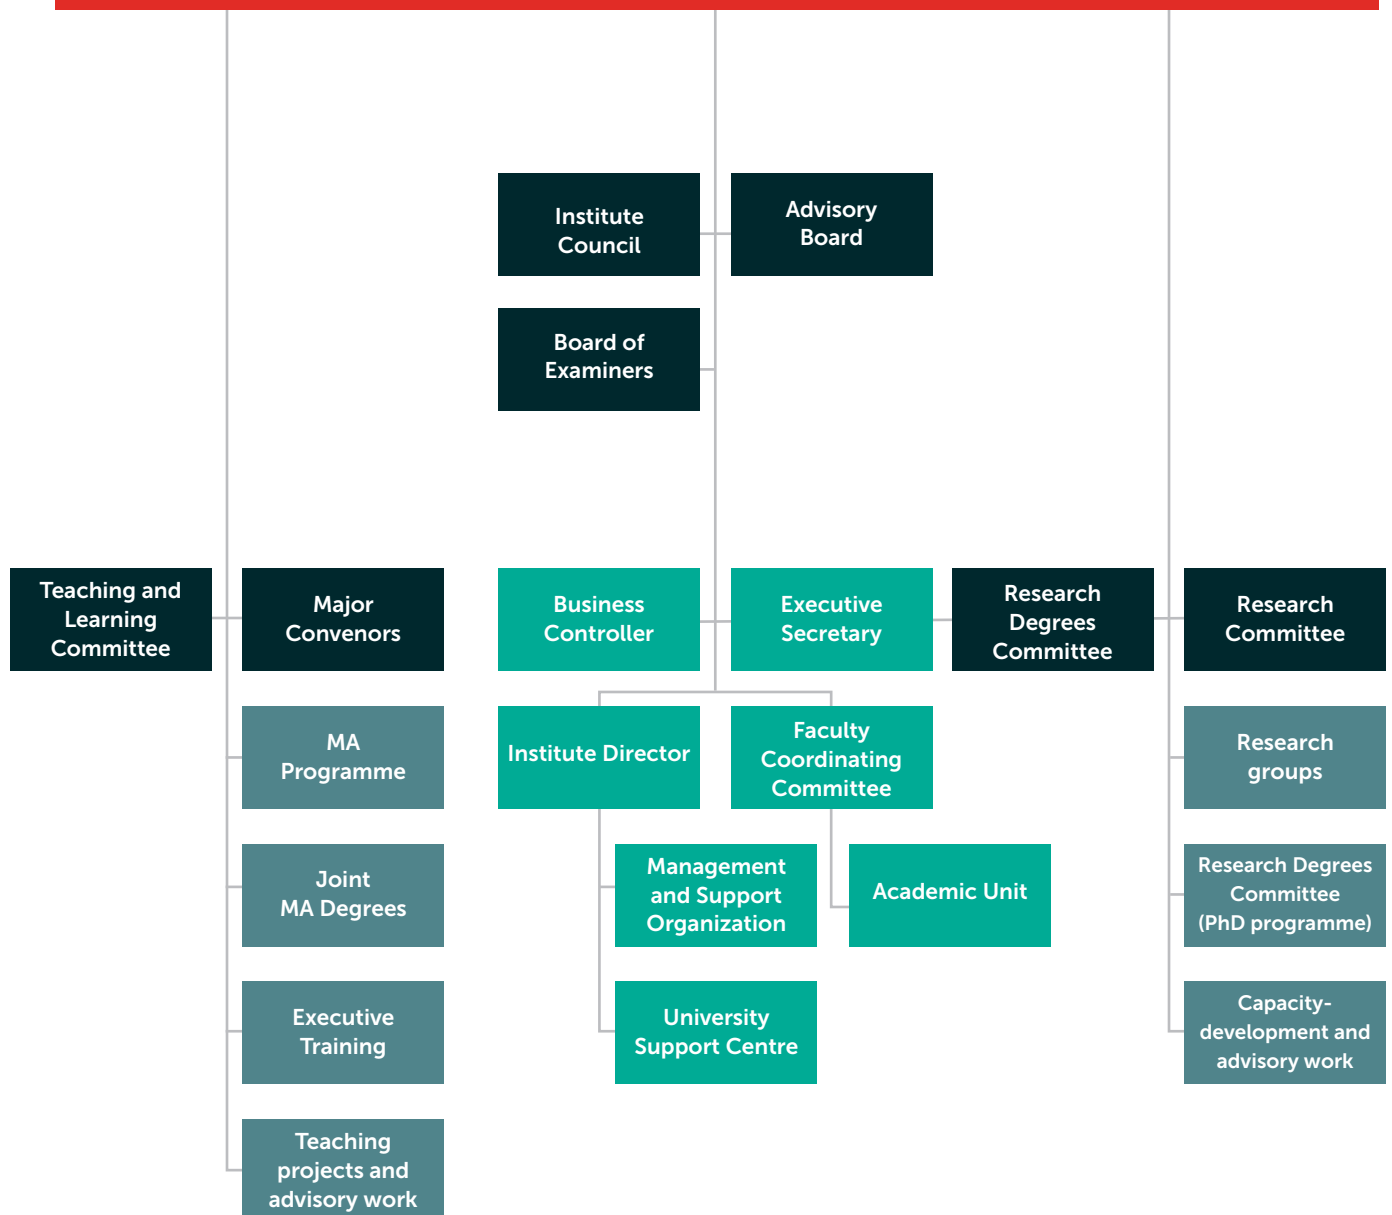 Institute
Council
Advisory
Board
Board of
Examiners
Teaching and
Learning
Committee
Major
Convenors
Business
Controller
Executive
Secretary
Research
Degrees
Committee
Research
Committee
MA
Programme
Institute Director
Faculty
Coordinating
Committee
Research
groups
Joint
MA Degrees
Management
and Support
Organization
Academic Unit
Research Degrees
Committee
(PhD programme)
Executive
Training
University
Support Centre
Capacity-
development and
advisory work
Teaching
projects and
advisory work